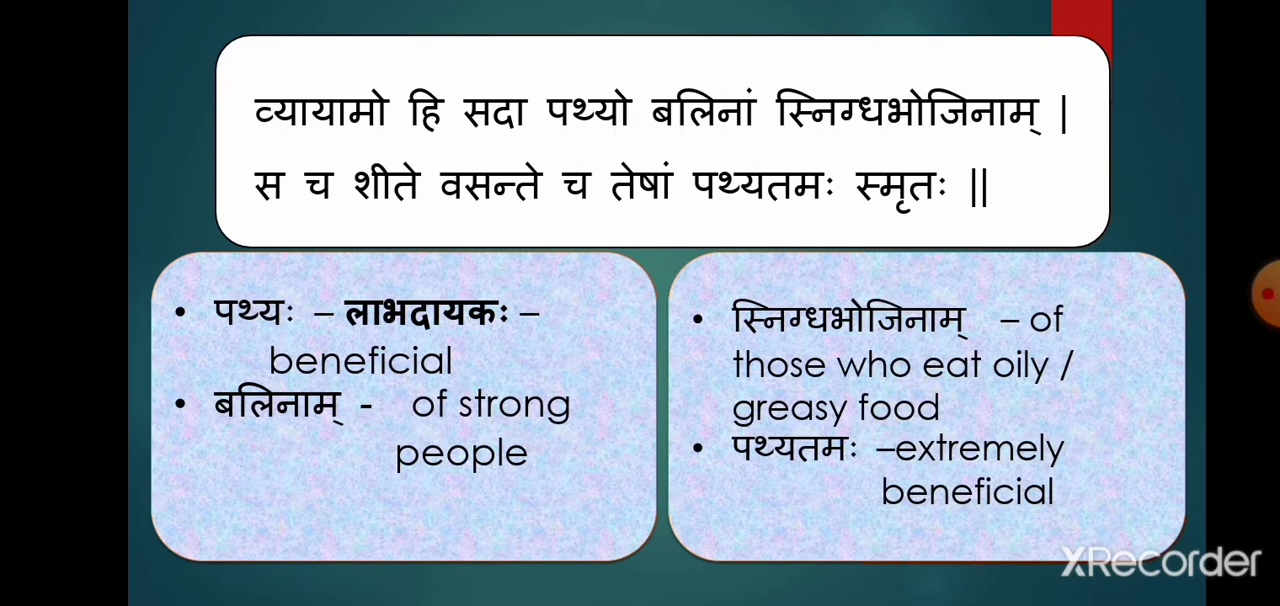 व्यायामो हि सदा पथ्यो बलिनां स्निग्धभोजिनाम् |
स च शीते वसन्ते च तेषां पथ्यतमः स्मृतः ||
• पथ्यः – लाभदायकः –
beneficial
• बलिनाम् - of strong
people
• स्निग्धभोजिनाम् – of
those who eat oily /
greasy food
• पथ्यतमः –extremely
beneficial
XRecorder